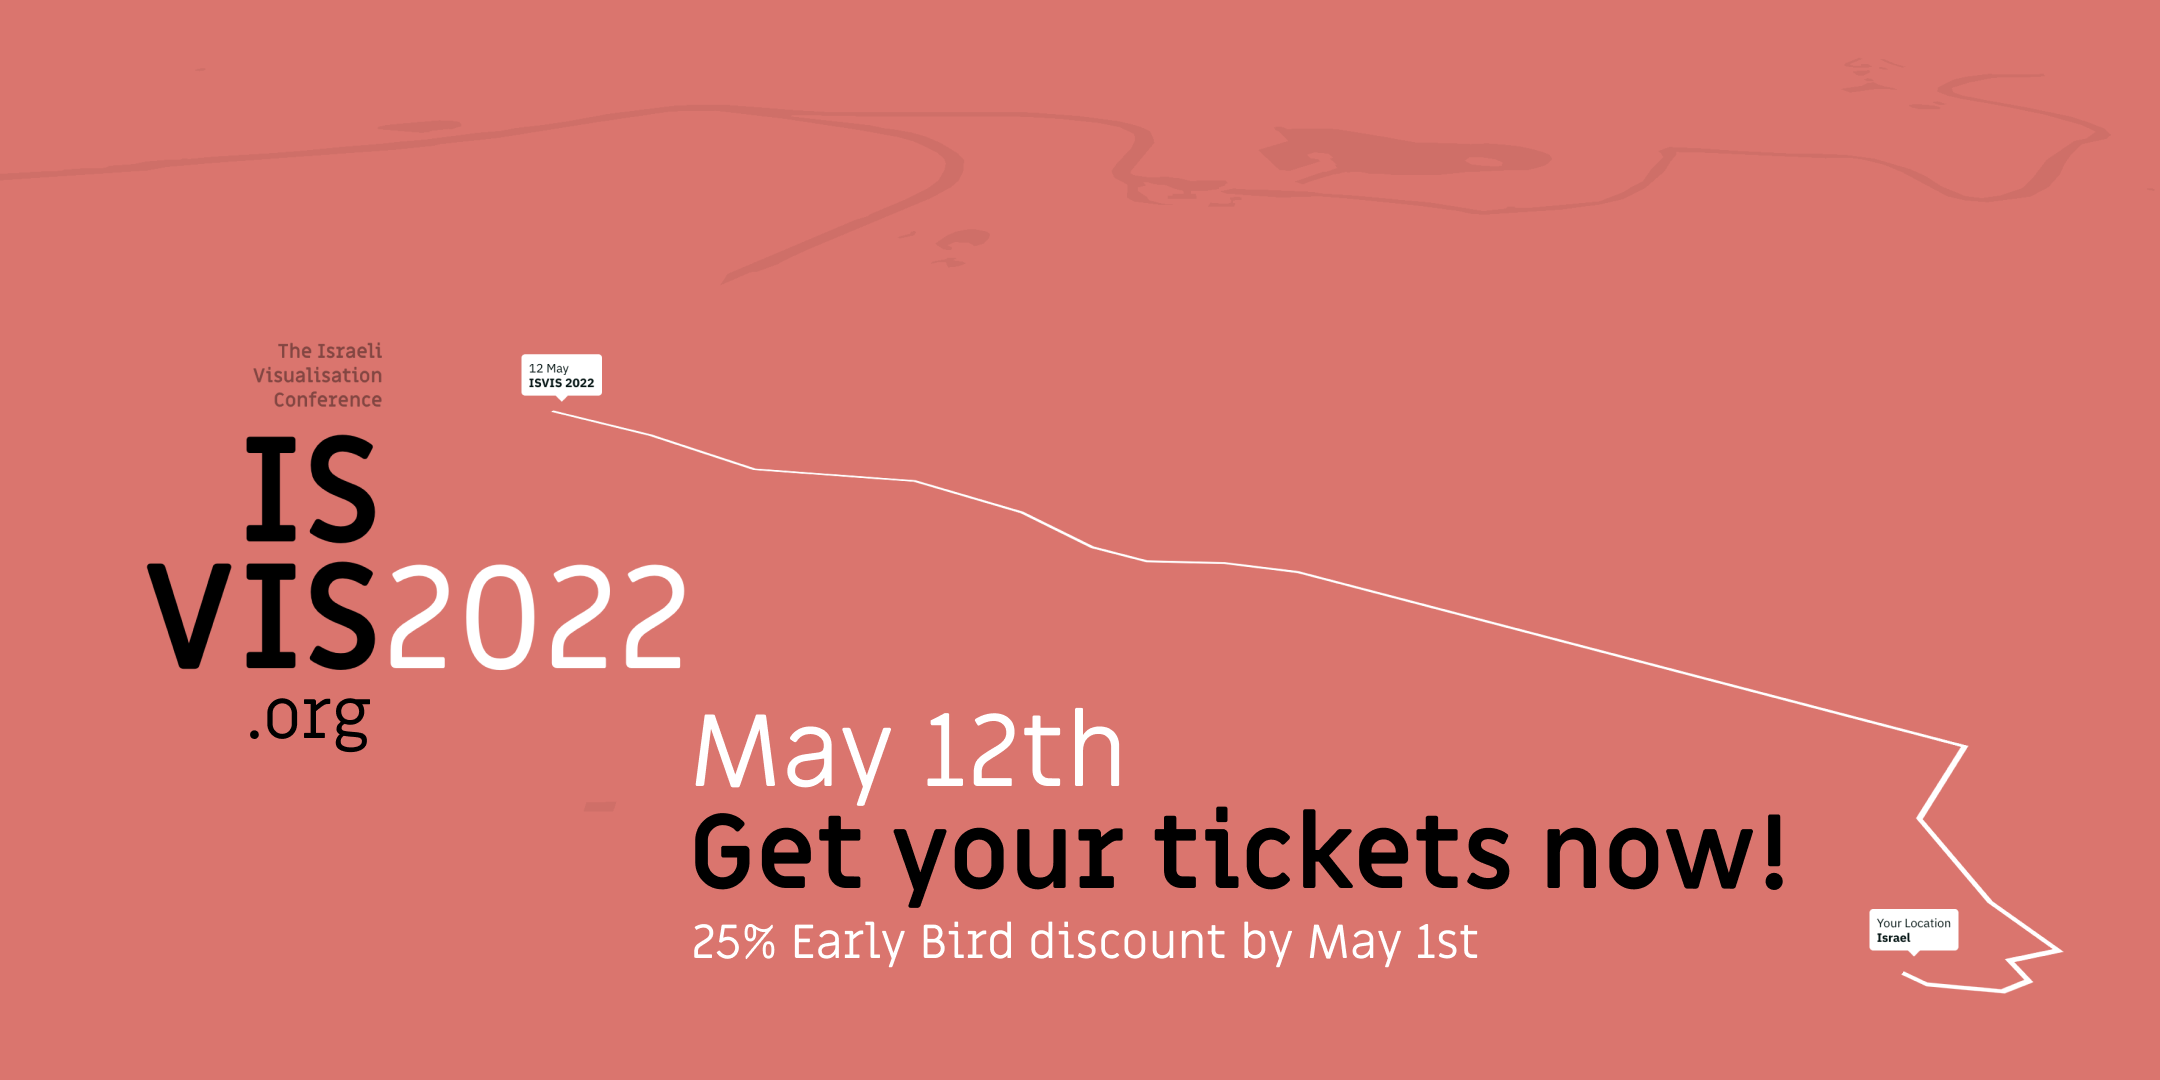 The Israeli
Visualisation
Conference
IS
VIS2022
.org
12 May
ISVIS 2022
May 12th
Get your tickets now!
25% Early Bird discount by May 1st
Your Location
Israel